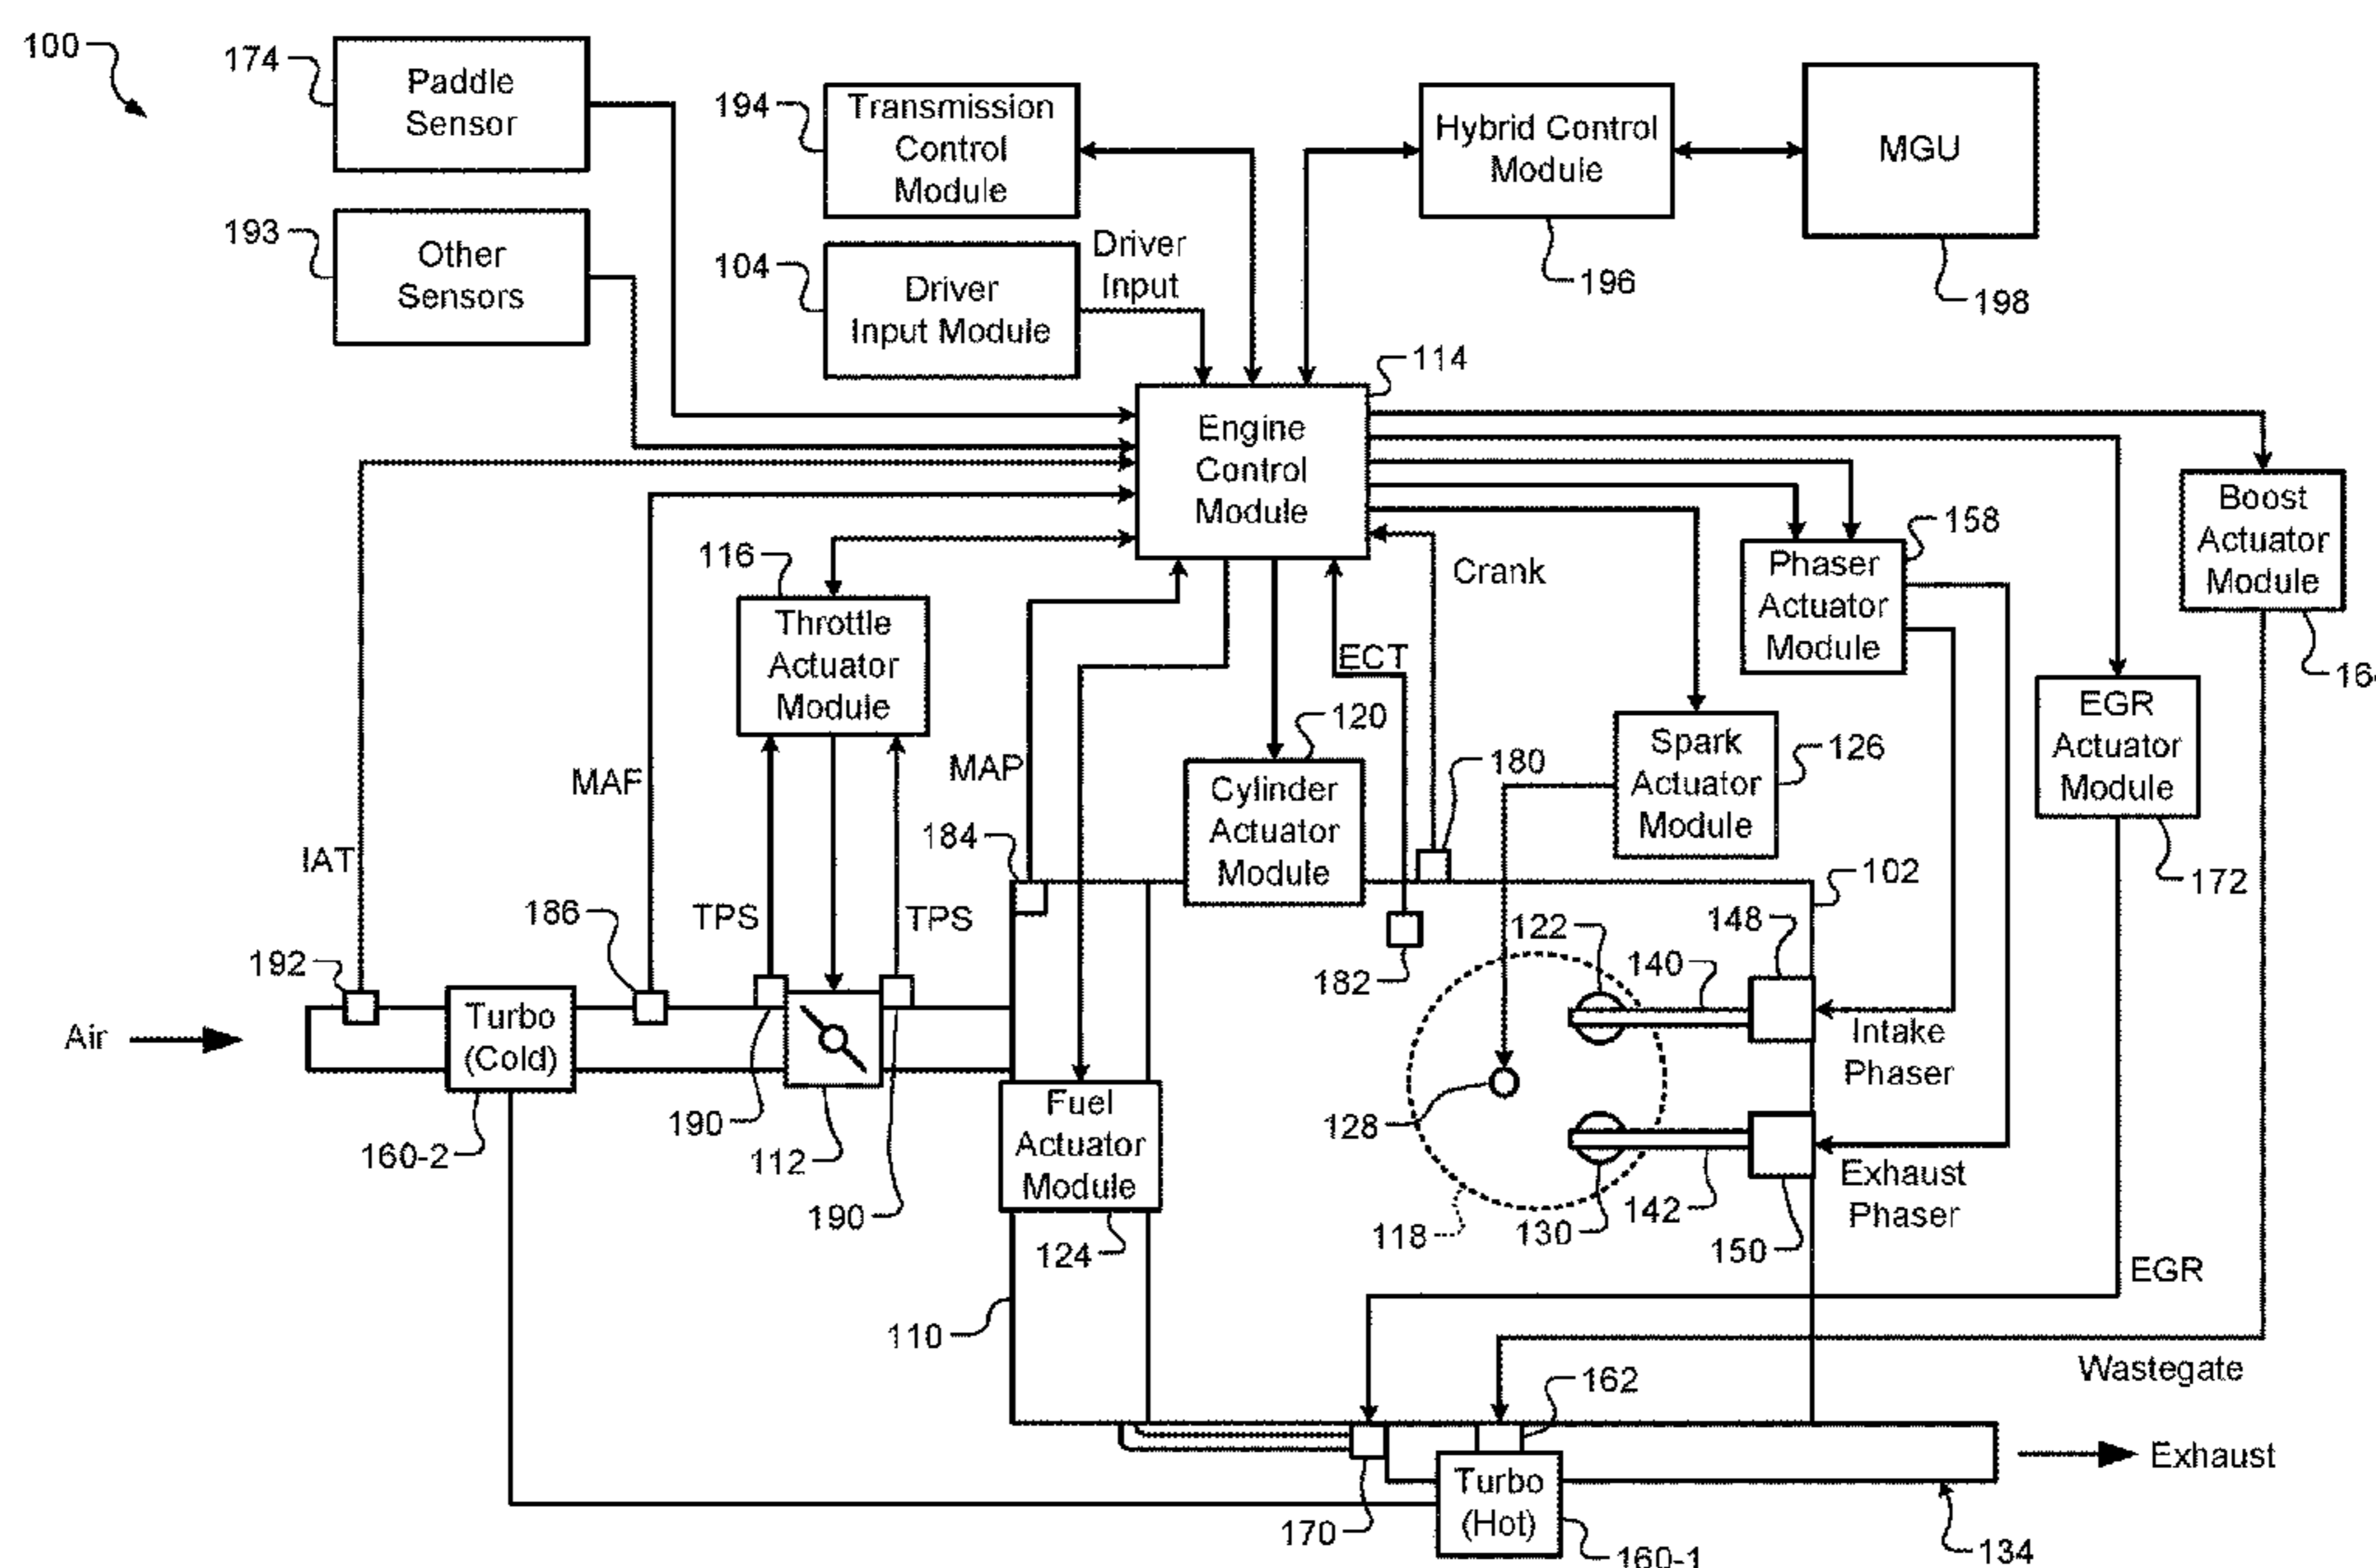 100
174
Paddle
Sensor
194
Transmission
Control
Module
Hybrid Control
Module
MGU
193
Other
Sensors
104
Driver
Input Module
Driver
Input
196
198
114
Engine
Control
Module
116
Throttle
Actuator
Module
Crank
158
Phaser
Actuator
Module
Boost
Actuator
Module
ECT
120
MAP
MAF
Cylinder
Actuator
Module
180
Spark
Actuator
Module
126
EGR
Actuator
Module
184
IAT
102
172
186
TPS
TPS
122
148
192
182
140
Air
Turbo
(Cold)
Intake
Phaser
128
190
112
160-2
Fuel
Actuator
Module
190
118
130
142
150
Exhaust
Phaser
124
EGR
110
Wastegate
162
Turbo
(Hot)
Exhaust
170
160-1
134